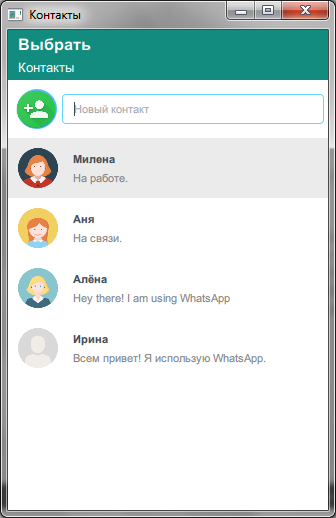 Контакты
Выбрать
Контакты
Новый контакт
Милена
На работе.
Аня
На связи.
Алёна
Hey there! I am using WhatsApp
Ирина
Всем привет! Я использую WhatsApp.